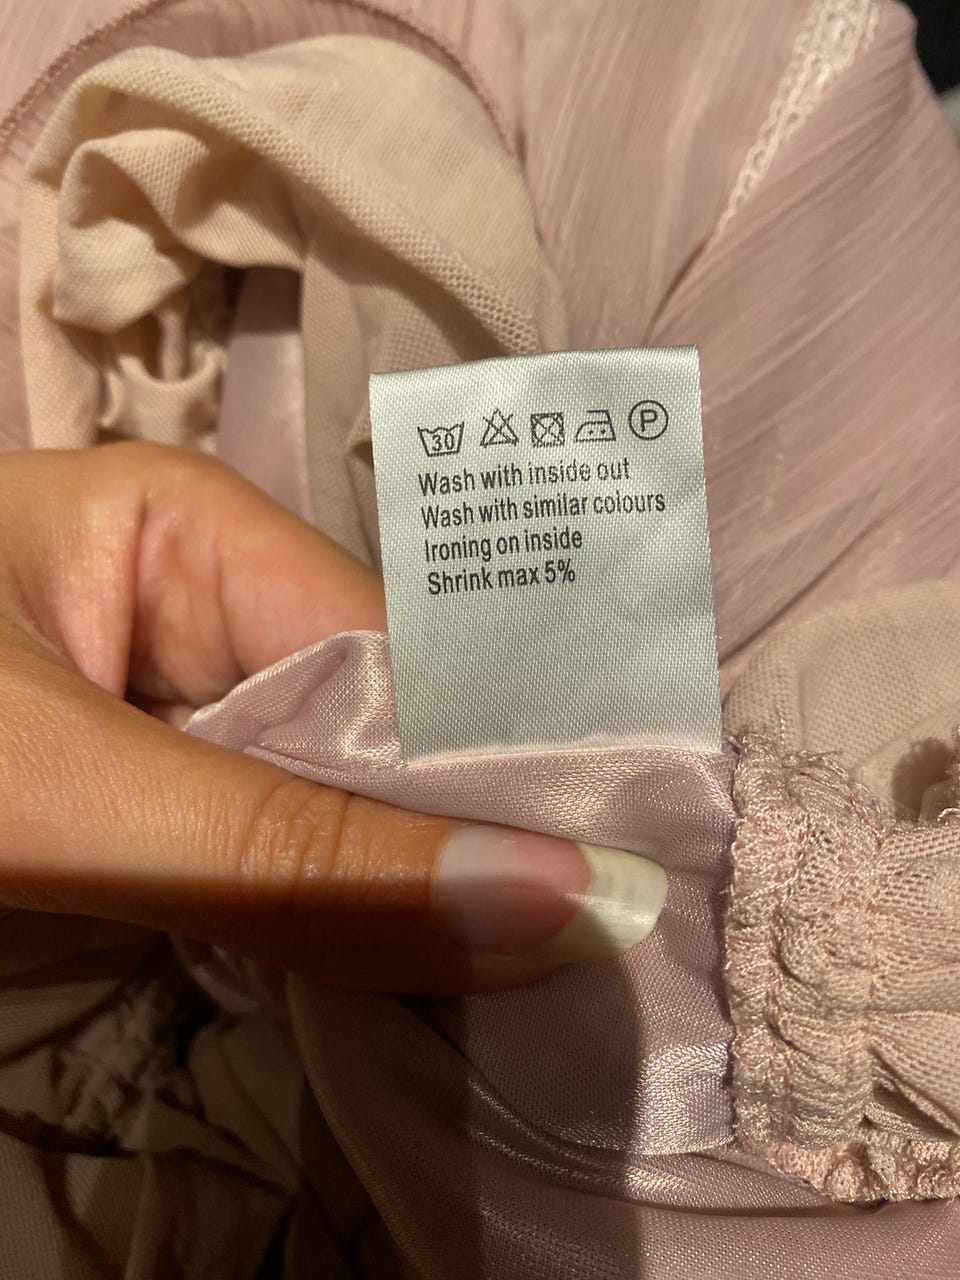 30 P
Wash with inside out
Wash with similar colours
Ironing on inside
Shrink max 5%